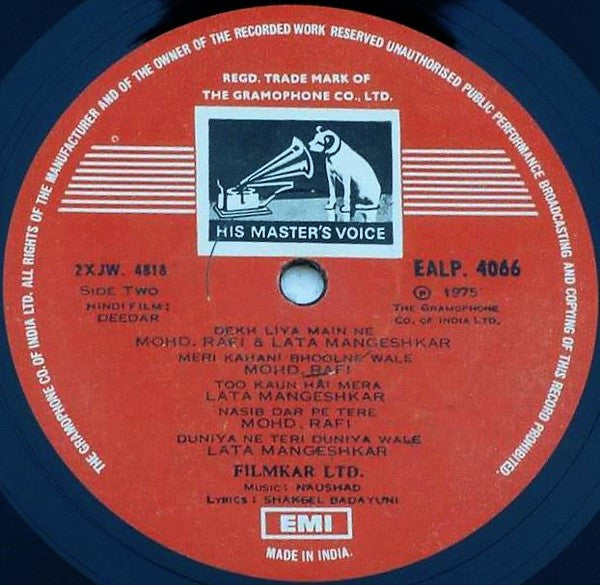 THE GRAMOPHONE CO. OF INDIA LTD. ALL RIGHTS OF THE MANUFACTURER AND OF THE OWNER OF THE RECORDED WORK RESERVED UNAUTHORISED PUBLIC PERFORMANCE BROADCASTING AND COPYING OF THIS RECORD PROHIBITED.
REGD. TRADE MARK OF
THE GRAMOPHONE CO., LTD.
HIS MASTER'S VOICE
2XJW. 4818
EALP. 4066
SIDE TWO
℗ 1975
HINDI FILM:
DEEDAR
THE GRAMOPHONE
CO. OF INDIA LTD.
DEKH LIYA MAIN NE
MOHD. RAFI & LATA MANGESHKAR
MERI KAHANI BHOOLNE WALE
MOHD. RAFI
TOO KAUN HAI MERA
LATA MANGESHKAR
NASIB DAR PE TERE
MOHD. RAFI
DUNIYA NE TERI DUNIYA WALE
LATA MANGESHKAR
FILMKAR LTD.
MUSIC: NAUSHAD
LYRICS: SHAKEEL BADAYUNI
EMI
MADE IN INDIA.